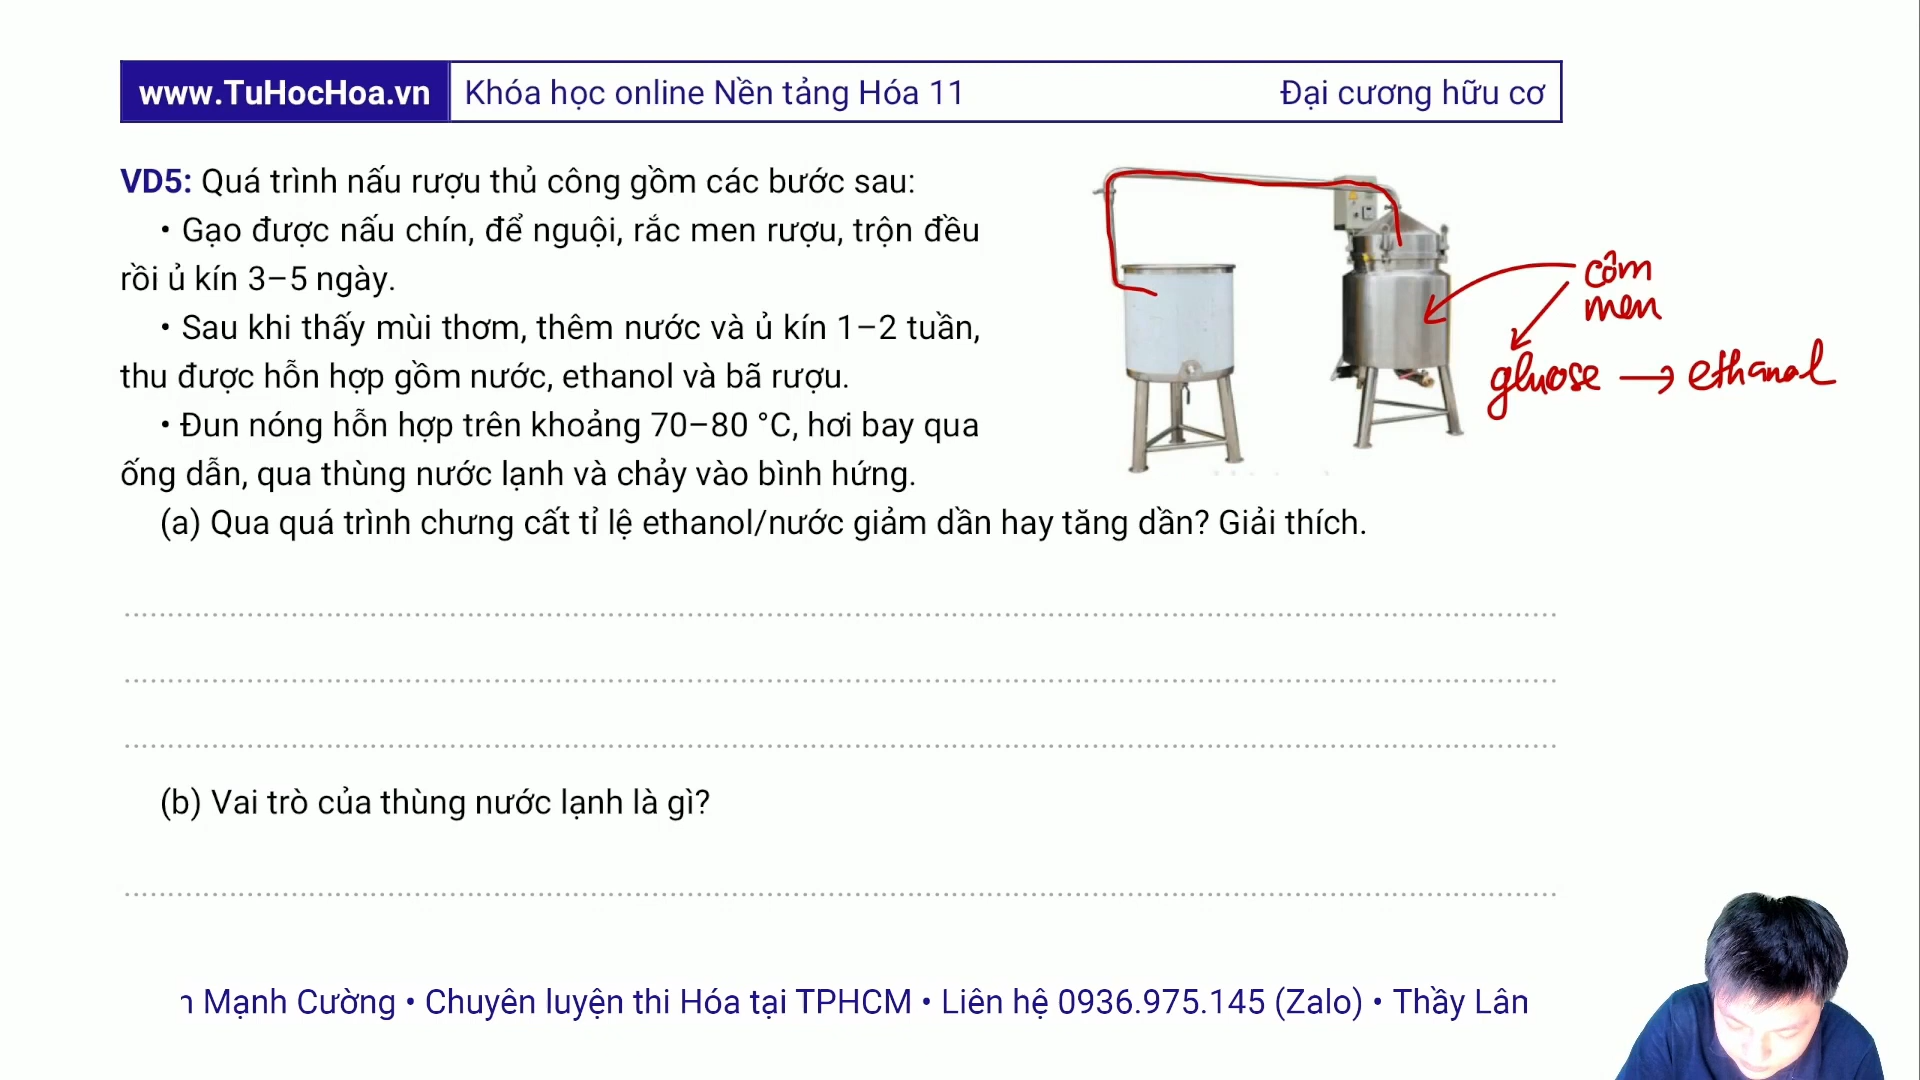 www.TuHocHoa.vn Khóa học online Nền tảng Hóa 11 Đại cương hữu cơ
VD5: Quá trình nấu rượu thủ công gồm các bước sau:
• Gạo được nấu chín, để nguội, rắc men rượu, trộn đều
rồi ủ kín 3–5 ngày.
• Sau khi thấy mùi thơm, thêm nước và ủ kín 1–2 tuần,
thu được hỗn hợp gồm nước, ethanol và bã rượu.
• Đun nóng hỗn hợp trên khoảng 70–80 °C, hơi bay qua
ống dẫn, qua thùng nước lạnh và chảy vào bình hứng.
cơm
men
glucose → ethanol
(a) Qua quá trình chưng cất tỉ lệ ethanol/nước giảm dần hay tăng dần? Giải thích.
(b) Vai trò của thùng nước lạnh là gì?
Mạnh Cường • Chuyên luyện thi Hóa tại TPHCM • Liên hệ 0936.975.145 (Zalo) • Thầy Lân